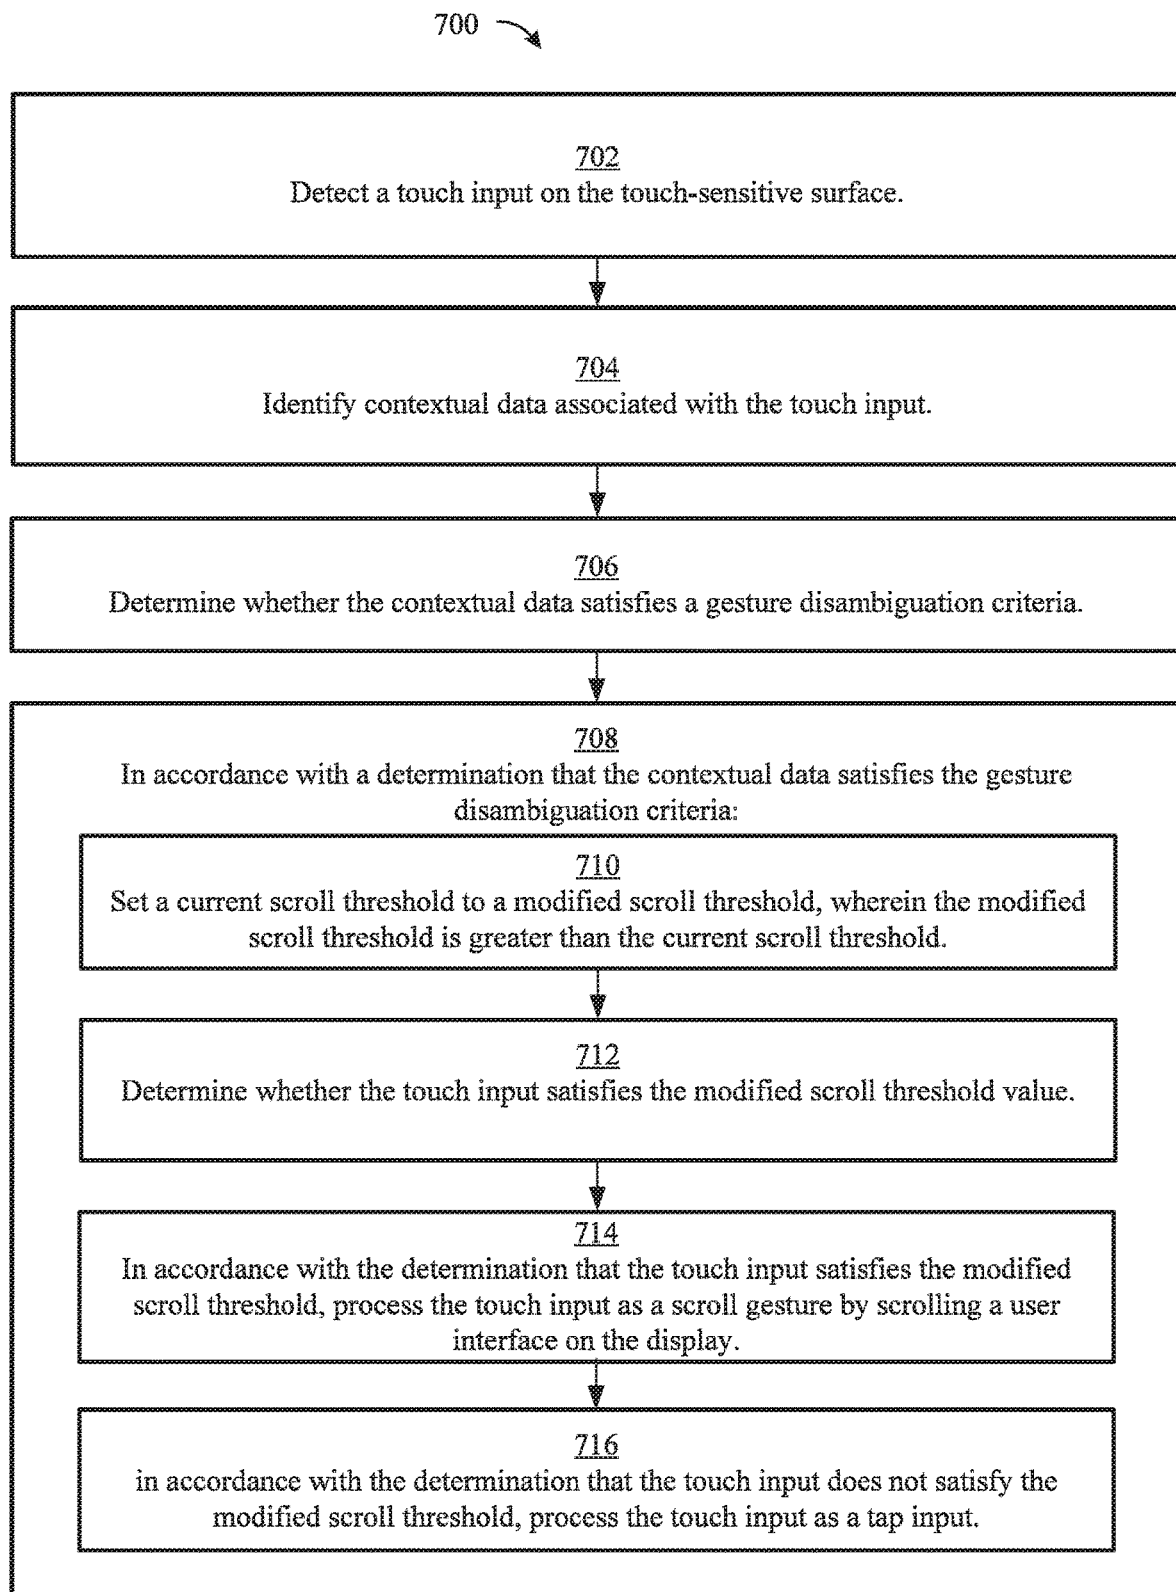 700
702
Detect a touch input on the touch-sensitive surface.
704
Identify contextual data associated with the touch input.
706
Determine whether the contextual data satisfies a gesture disambiguation criteria.
708
In accordance with a determination that the contextual data satisfies the gesture
disambiguation criteria:
710
Set a current scroll threshold to a modified scroll threshold, wherein the modified
scroll threshold is greater than the current scroll threshold.
712
Determine whether the touch input satisfies the modified scroll threshold value.
714
In accordance with the determination that the touch input satisfies the modified
scroll threshold, process the touch input as a scroll gesture by scrolling a user
interface on the display.
716
in accordance with the determination that the touch input does not satisfy the
modified scroll threshold, process the touch input as a tap input.